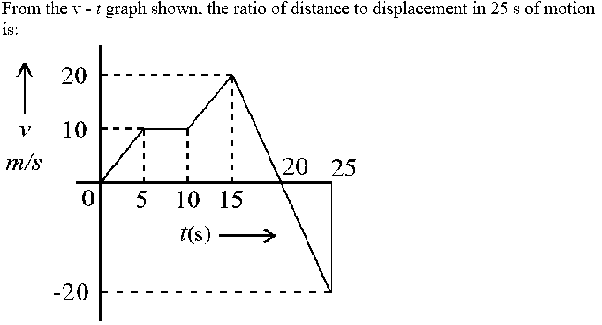 From the v - t graph shown, the ratio of distance to displacement in 25 s of motion
is:
20
10
v
m/s
20 25
0 5 10 15
t(s)
-20